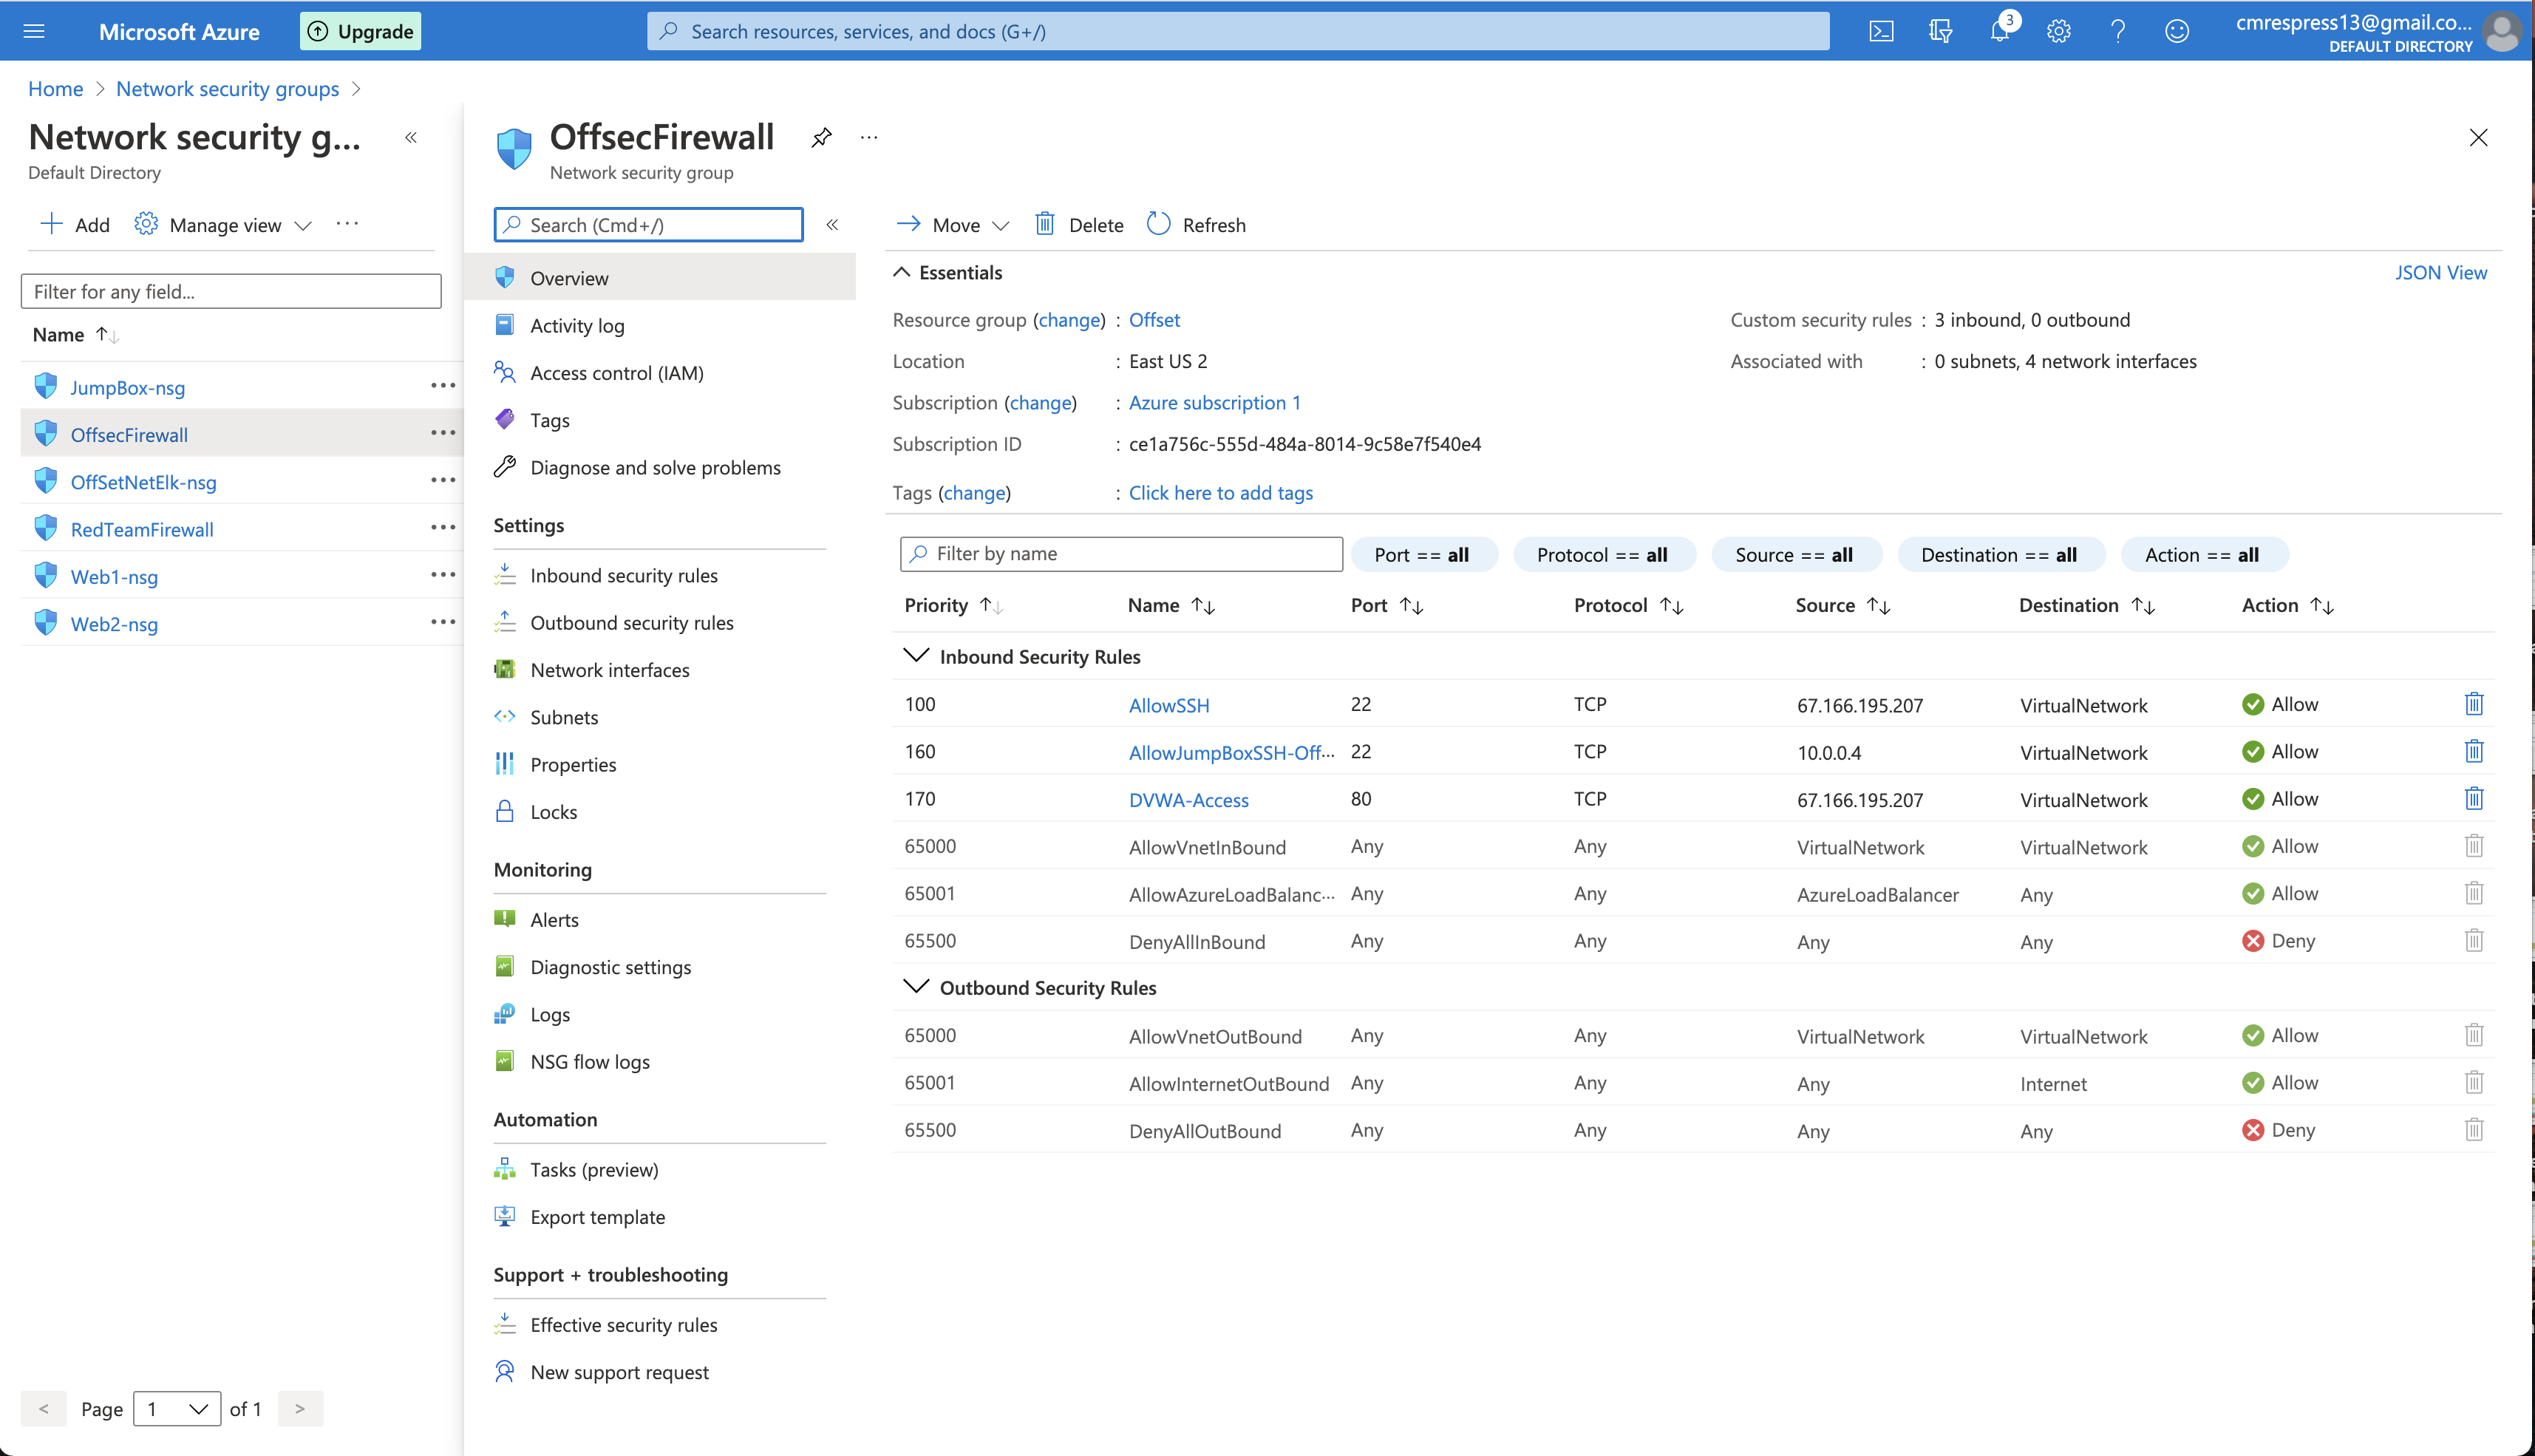 Microsoft Azure
Upgrade
Search resources, services, and docs (G+/)
3
cmrespress13@gmail.co...
DEFAULT DIRECTORY
Home > Network security groups >
Network security g... «
Default Directory
Add Manage view ...
Filter for any field...
Name ↑↓
JumpBox-nsg •••
OffsecFirewall •••
OffSetNetElk-nsg •••
RedTeamFirewall •••
Web1-nsg •••
Web2-nsg •••
< Page 1 of 1 >
OffsecFirewall ...
Network security group
Search (Cmd+/) «
Overview
Activity log
Access control (IAM)
Tags
Diagnose and solve problems
Settings
Inbound security rules
Outbound security rules
Network interfaces
Subnets
Properties
Locks
Monitoring
Alerts
Diagnostic settings
Logs
NSG flow logs
Automation
Tasks (preview)
Export template
Support + troubleshooting
Effective security rules
New support request
Move Delete Refresh
Essentials JSON View
Resource group (change) : Offset
Location : East US 2
Subscription (change) : Azure subscription 1
Subscription ID : ce1a756c-555d-484a-8014-9c58e7f540e4
Tags (change) : Click here to add tags
Custom security rules : 3 inbound, 0 outbound
Associated with : 0 subnets, 4 network interfaces
Filter by name Port == all Protocol == all Source == all Destination == all Action == all
Priority ↑↓ Name ↑↓ Port ↑↓ Protocol ↑↓ Source ↑↓ Destination ↑↓ Action ↑↓
Inbound Security Rules
100 AllowSSH 22 TCP 67.166.195.207 VirtualNetwork Allow
160 AllowJumpBoxSSH-Off... 22 TCP 10.0.0.4 VirtualNetwork Allow
170 DVWA-Access 80 TCP 67.166.195.207 VirtualNetwork Allow
65000 AllowVnetInBound Any Any VirtualNetwork VirtualNetwork Allow
65001 AllowAzureLoadBalanc... Any Any AzureLoadBalancer Any Allow
65500 DenyAllInBound Any Any Any Any Deny
Outbound Security Rules
65000 AllowVnetOutBound Any Any VirtualNetwork VirtualNetwork Allow
65001 AllowInternetOutBound Any Any Any Internet Allow
65500 DenyAllOutBound Any Any Any Any Deny